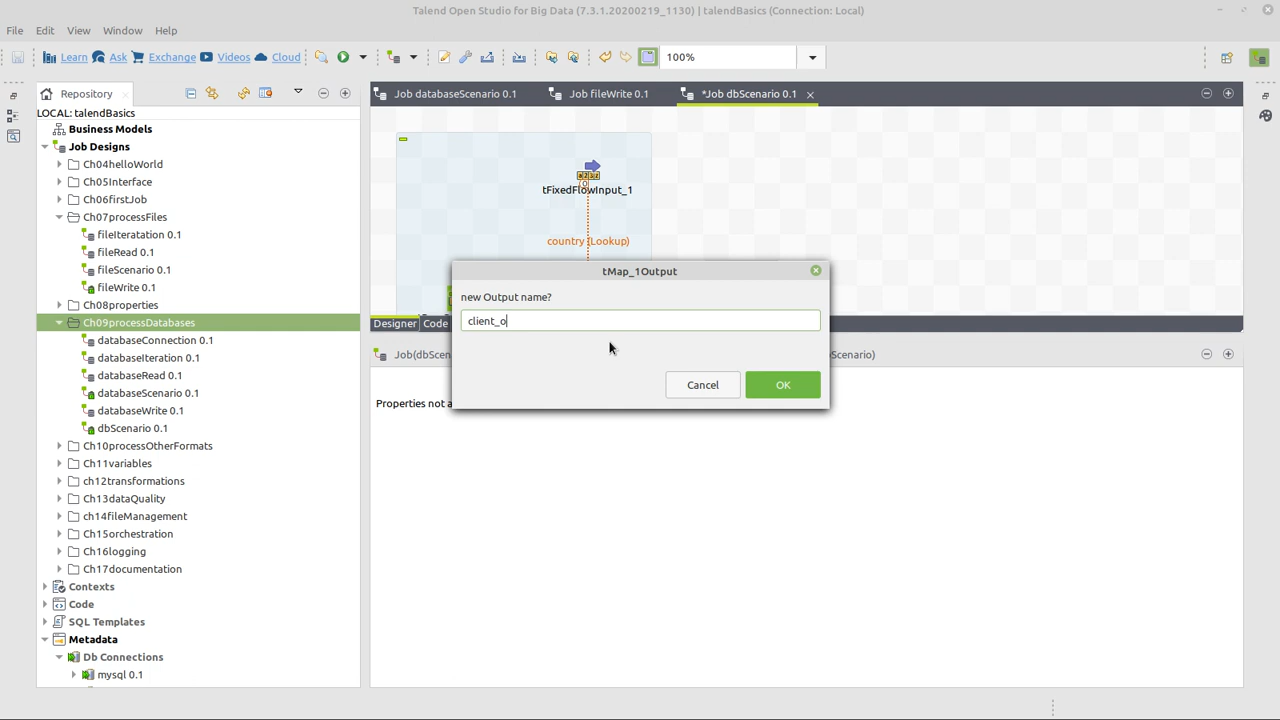 Talend Open Studio for Big Data (7.3.1.20200219_1130) | talendBasics (Connection: Local)
File Edit View Window Help
Learn Ask Exchange Videos Cloud 100%
Repository
LOCAL: talendBasics
Business Models
Job Designs
Ch04helloWorld
Ch05Interface
Ch06firstJob
Ch07processFiles
fileIteratation 0.1
fileRead 0.1
fileScenario 0.1
fileWrite 0.1
Ch08properties
Ch09processDatabases
databaseConnection 0.1
databaseIteration 0.1
databaseRead 0.1
databaseScenario 0.1
databaseWrite 0.1
dbScenario 0.1
Ch10processOtherFormats
Ch11variables
ch12transformations
Ch13dataQuality
ch14fileManagement
Ch15orchestration
Ch16logging
Ch17documentation
Contexts
Code
SQL Templates
Metadata
Db Connections
mysql 0.1
Job databaseScenario 0.1
Job fileWrite 0.1
*Job dbScenario 0.1
tFixedFlowInput_1
country (Lookup)
tMap_1Output
new Output name?
client_o
Cancel
OK
Designer Code
Job(dbScen
Scenario)
Properties not a